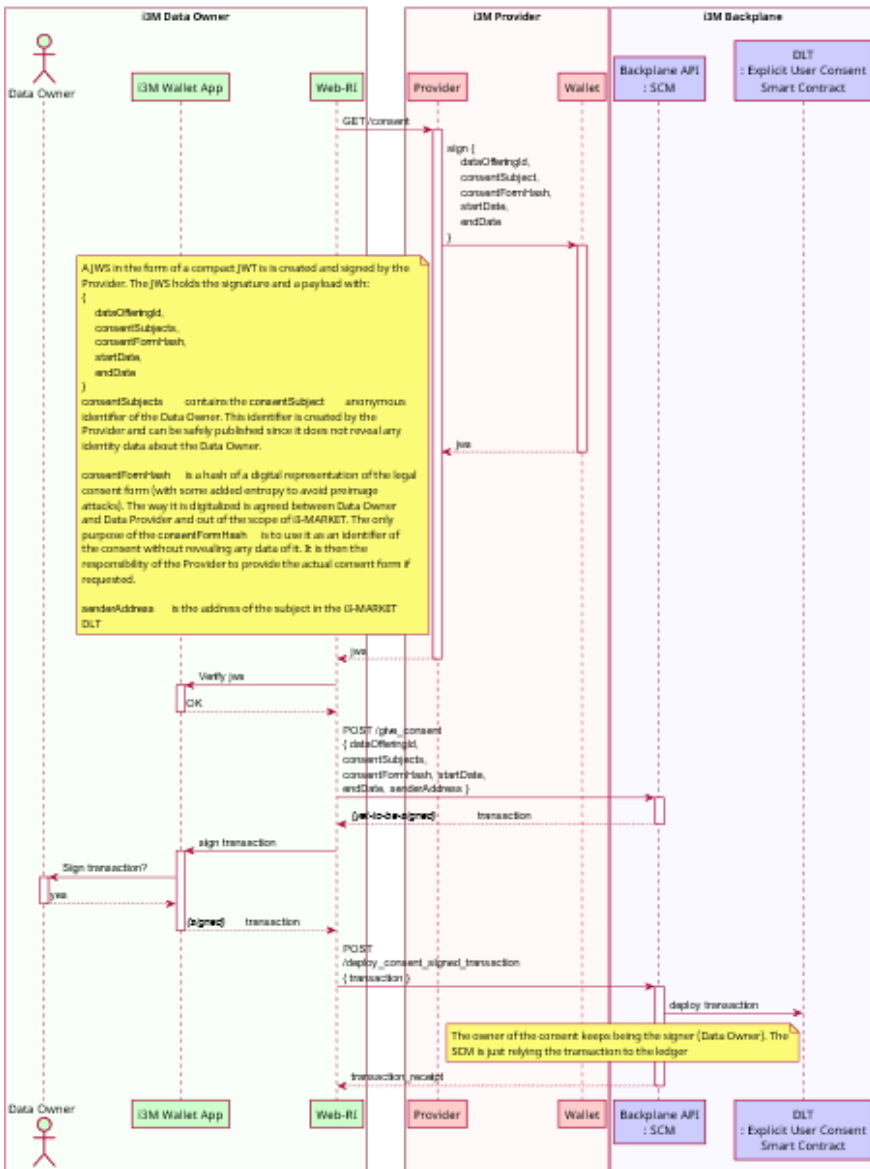 i3M Data Owner
i3M Provider
i3M Backplane
Data Owner
i3M Wallet App
Web-RI
Provider
Wallet
Backplane API
: SCM
DLT
: Explicit User Consent
Smart Contract
GET /consent
sign {
dataOfferingId,
consentSubject,
consentFormHash,
startDate,
endDate
}
A JWS in the form of a compact JWT is is created and signed by the
Provider. The JWS holds the signature and a payload with:
{
dataOfferingId,
consentSubjects,
consentFormHash,
startDate,
endDate
}
consentSubjects contains the consentSubject anonymous
identifier of the Data Owner. This identifier is created by the
Provider and can be safely published since it does not reveal any
identity data about the Data Owner.
consentFormHash is a hash of a digital representation of the legal
consent form (with some added entropy to avoid preimage
attacks). The way it is digitalized is agreed between Data Owner
and Data Provider and out of the scope of i3-MARKET. The only
purpose of the consentFormHash is to use it as an identifier of
the consent without revealing any data of it. It is then the
responsibility of the Provider to provide the actual consent form if
requested.
senderAddress is the address of the subject in the i3-MARKET
DLT
jws
jws
Verify jws
OK
POST /give_consent
{ dataOfferingId,
consentSubjects,
consentFormHash, startDate,
endDate, senderAddress }
(yet-to-be-signed) transaction
sign transaction
Sign transaction?
yes
(signed) transaction
POST
/deploy_consent_signed_transaction
{ transaction }
deploy transaction
The owner of the consent keeps being the signer (Data Owner). The
SCM is just relying the transaction to the ledger
transaction_receipt
Data Owner
i3M Wallet App
Web-RI
Provider
Wallet
Backplane API
: SCM
DLT
: Explicit User Consent
Smart Contract